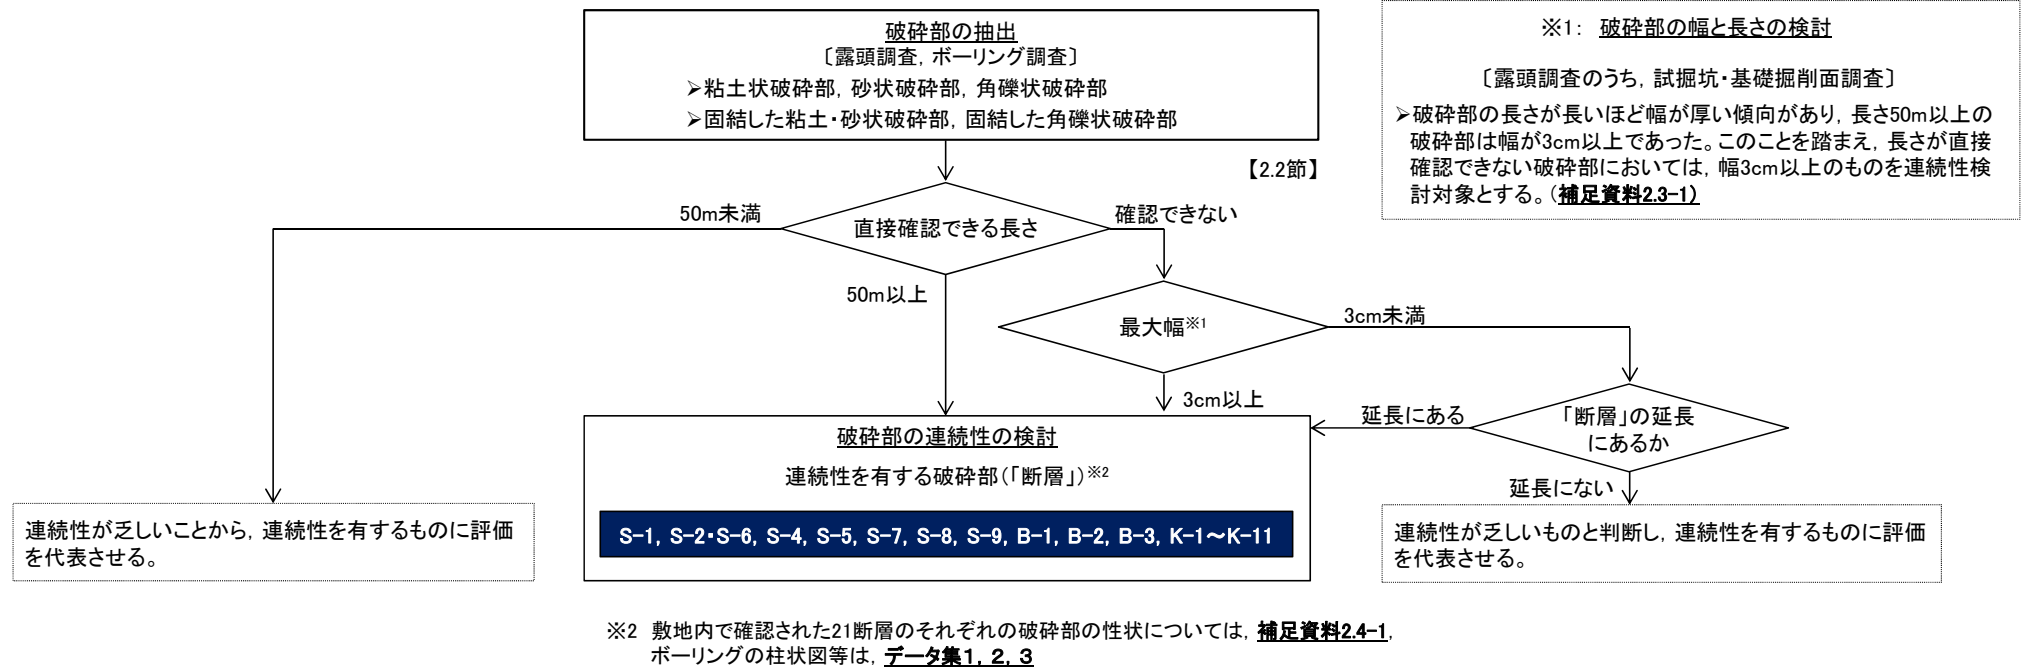 破砕部の抽出
〔露頭調査, ボーリング調査〕
➢粘土状破砕部, 砂状破砕部, 角礫状破砕部
➢固結した粘土・砂状破砕部, 固結した角礫状破砕部
※1: 破砕部の幅と長さの検討
〔露頭調査のうち, 試掘坑・基礎掘削面調査〕
➢破砕部の長さが長いほど幅が厚い傾向があり, 長さ50m以上の
破砕部は幅が3cm以上であった。このことを踏まえ, 長さが直接
確認できない破砕部においては, 幅3cm以上のものを連続性検
討対象とする。（補足資料2.3-1）
【2.2節】
50m未満
直接確認できる長さ
確認できない
50m以上
最大幅※1
3cm未満
3cm以上
延長にある
「断層」の延長
にあるか
延長にない
破砕部の連続性の検討
連続性を有する破砕部(「断層」)※2
S-1, S-2・S-6, S-4, S-5, S-7, S-8, S-9, B-1, B-2, B-3, K-1～K-11
連続性が乏しいことから, 連続性を有するものに評価
を代表させる。
連続性が乏しいものと判断し, 連続性を有するものに評価
を代表させる。
※2 敷地内で確認された21断層のそれぞれの破砕部の性状については, 補足資料2.4-1,
ボーリングの柱状図等は, データ集1, 2, 3